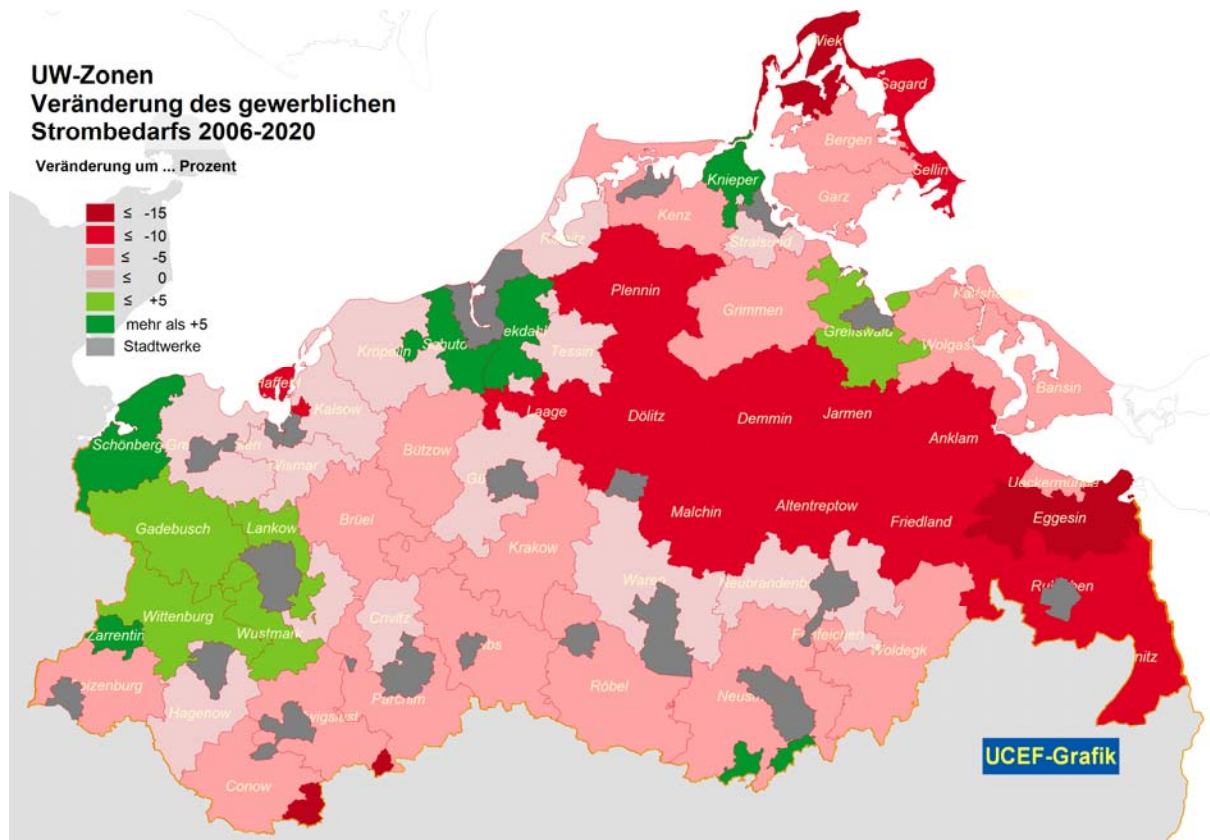 UW-Zonen
Veränderung des gewerblichen
Strombedarfs 2006-2020
Veränderung um ... Prozent
≤ -15
≤ -10
≤ -5
≤ 0
≤ +5
mehr als +5
Stadtwerke
Sagard
Bergen
Knieper
Sellin
Garz
Kenz
Stralsund
Plennin
Grimmen
Greifswald
Tessin
Kröpelin
Bansin
Kalsow
Laage
Dölitz
Demmin
Jarmen
Anklam
Schönberg
Bützow
Wismar
Ueckermünde
Malchin
Altentreptow
Friedland
Eggesin
Gadebusch
Lankow
Brüel
Krakow
Waren
Wittenburg
Crivitz
Wustmark
Zarrentin
Woldegk
Röbel
Parchim
Hagenow
Conow
UCEF-Grafik